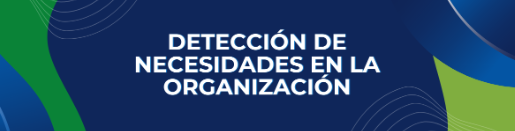 DETECCIÓN DE
NECESIDADES EN LA
ORGANIZACIÓN